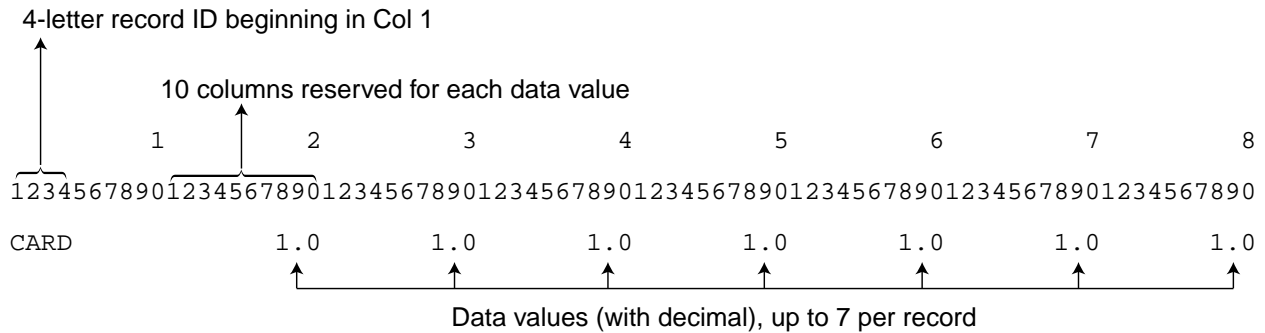 4-letter record ID beginning in Col 1
10 columns reserved for each data value
1 2 3 4 5 6 7 8
12345678901234567890123456789012345678901234567890123456789012345678901234567890
CARD 1.0 1.0 1.0 1.0 1.0 1.0 1.0
Data values (with decimal), up to 7 per record